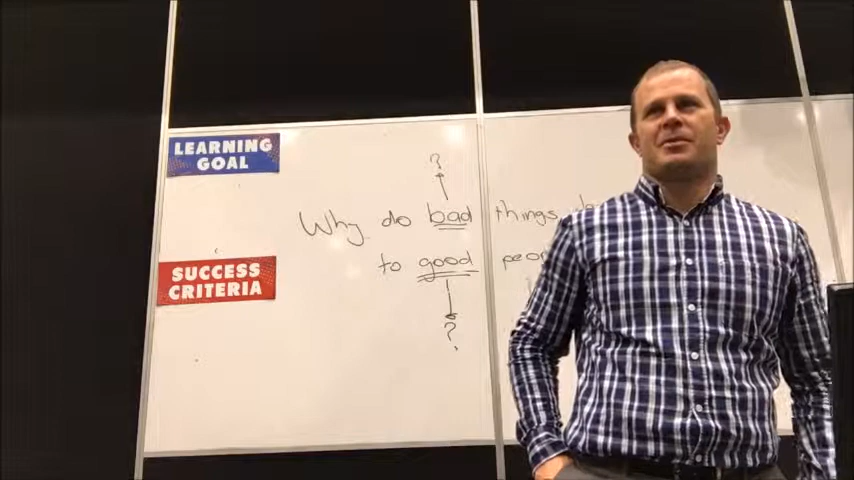 LEARNING
GOAL
?
Why do bad things
to good
SUCCESS
CRITERIA
?